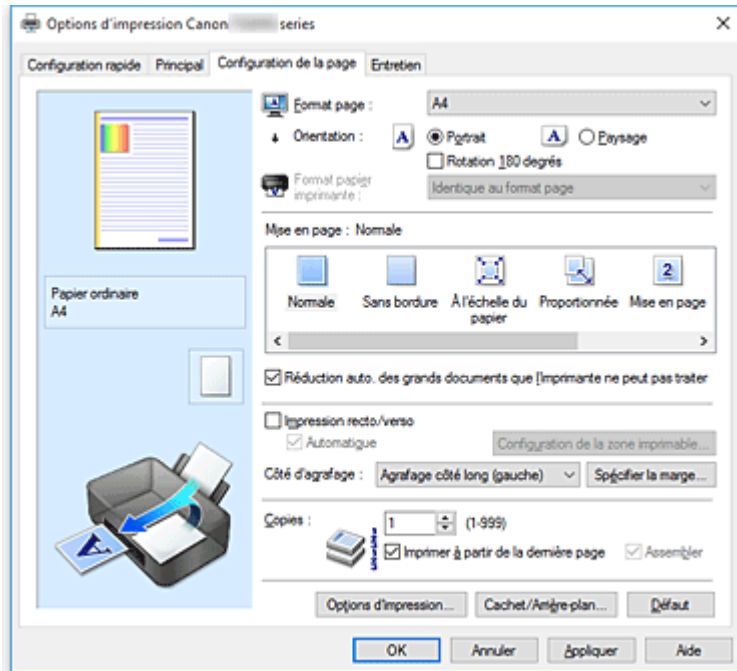 Options d'impression Canon series
Configuration rapide Principal Configuration de la page Entretien
Format page : A4
Orientation : A Portrait A Paysage
Rotation 180 degrés
Format papier imprimante : Identique au format page
Mise en page : Normale
Normale Sans bordure À l'échelle du papier Proportionnée 2 Mise en page
Papier ordinaire
A4
Réduction auto. des grands documents que l'imprimante ne peut pas traiter
Impression recto/verso
Automatique Configuration de la zone imprimable...
Côté d'agrafage : Agrafage côté long (gauche) Spécifier la marge...
Copies : 1 (1-999)
Imprimer à partir de la dernière page Assembler
A
Options d'impression... Cachet/Arrière-plan... Défaut
OK Annuler Appliquer Aide